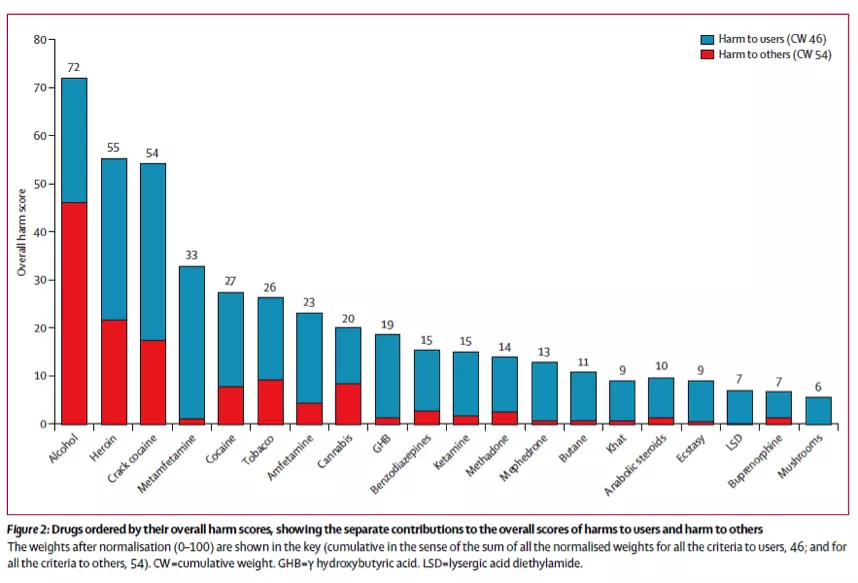 80
70
60
50
40
30
20
10
0
Overall harm score
Harm to users (CW 46)
Harm to others (CW 54)
72
55
54
33
27
26
23
20
19
15
15
14
13
11
9
10
9
7
7
6
Alcohol
Heroin
Crack cocaine
Metamfetamine
Cocaine
Tobacco
Amfetamine
Cannabis
GHB
Benzodiazepines
Ketamine
Methadone
Mephedrone
Butane
Khat
Anabolic steroids
Ecstasy
LSD
Buprenorphine
Mushrooms
Figure 2: Drugs ordered by their overall harm scores, showing the separate contributions to the overall scores of harms to users and harm to others
The weights after normalisation (0–100) are shown in the key (cumulative in the sense of the sum of all the normalised weights for all the criteria to users, 46; and for
all the criteria to others, 54). CW=cumulative weight. GHB=γ hydroxybutyric acid. LSD=lysergic acid diethylamide.